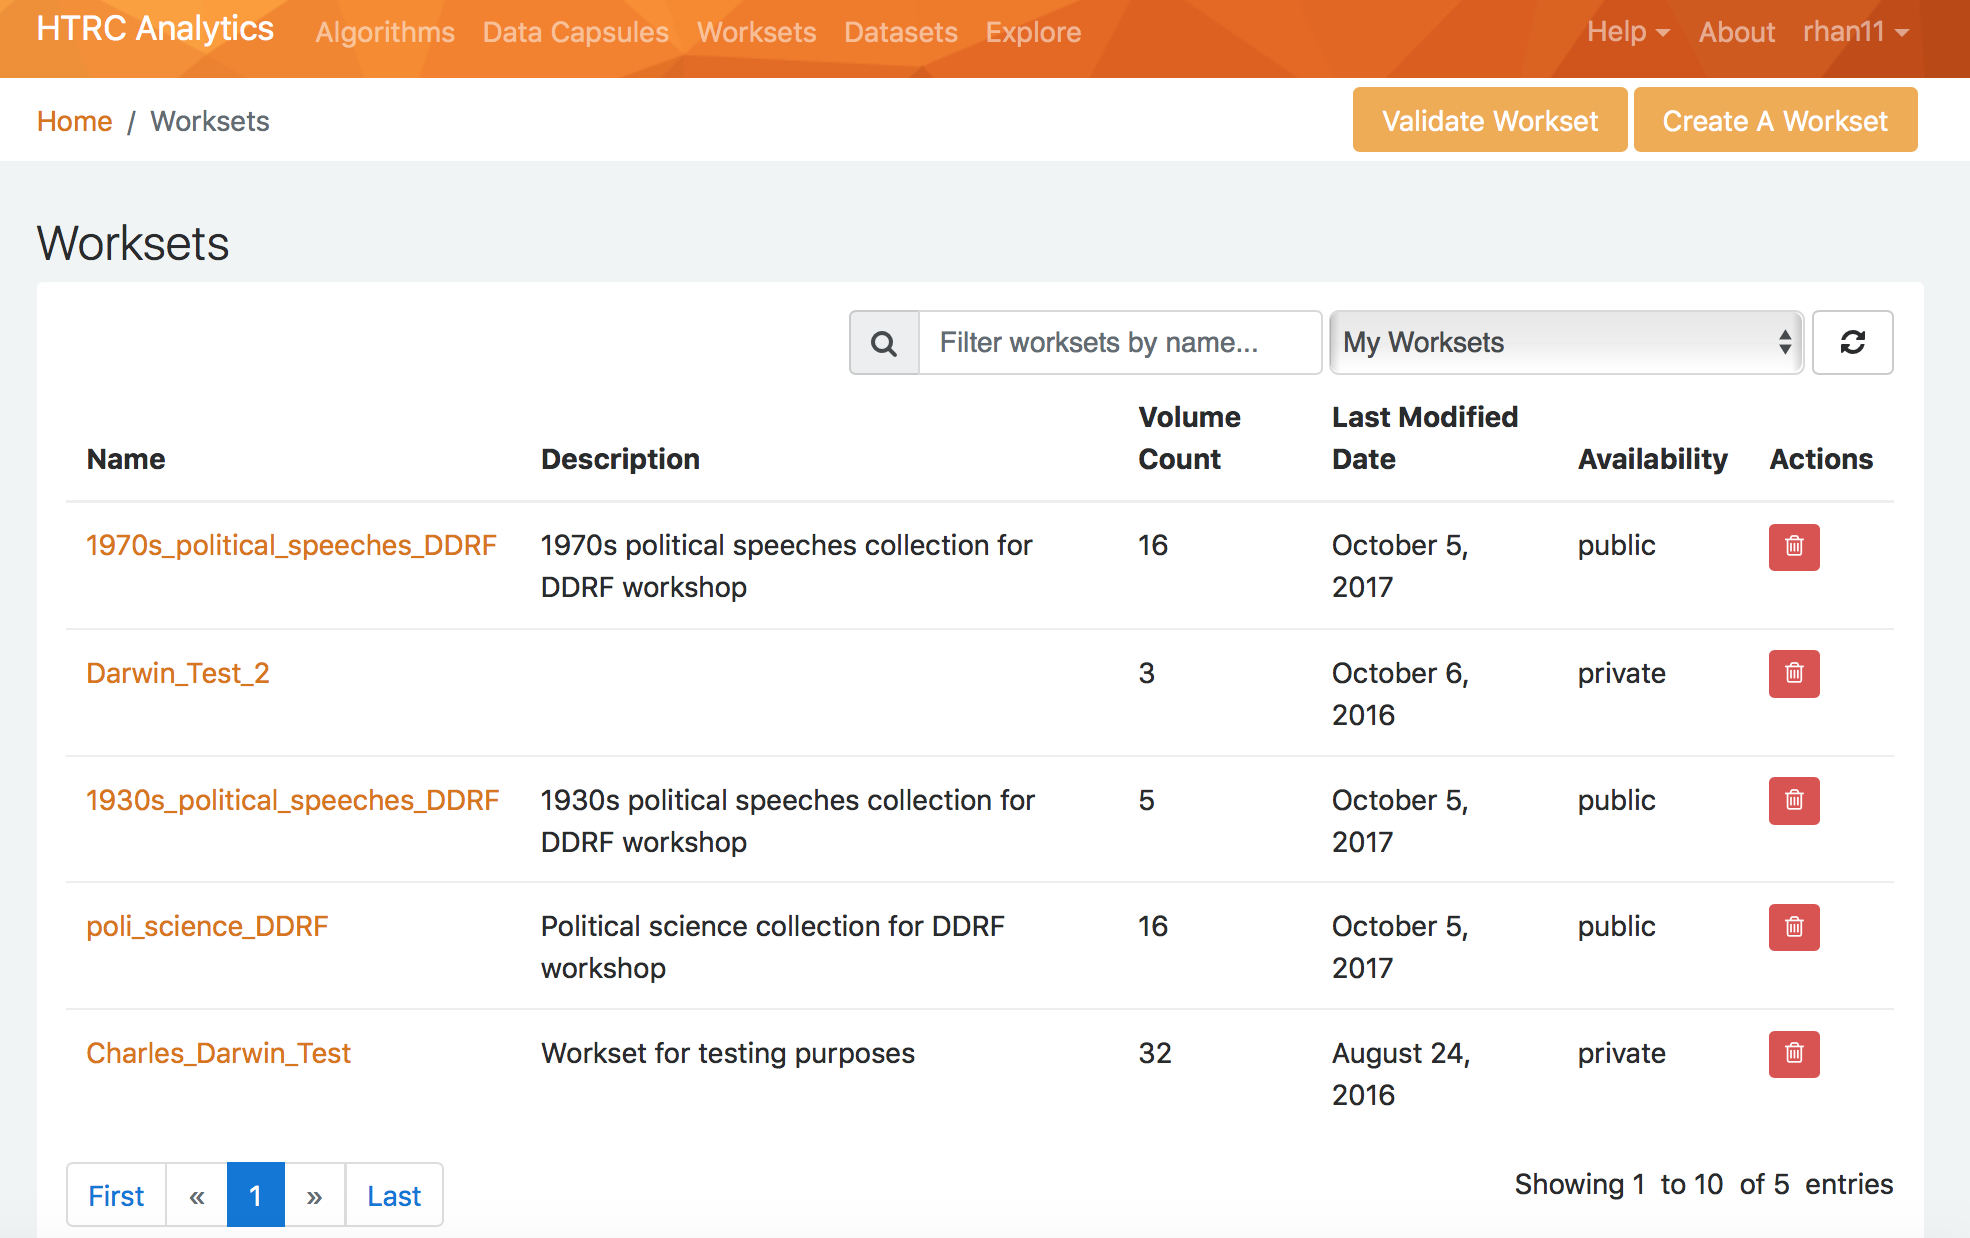 HTRC Analytics Algorithms Data Capsules Worksets Datasets Explore Help About rhan11
Home / Worksets Validate Workset Create A Workset
Worksets
Filter worksets by name... My Worksets
Name Description Volume Count Last Modified Date Availability Actions
1970s_political_speeches_DDRF 1970s political speeches collection for 16 October 5, public
DDRF workshop 2017
Darwin_Test_2 3 October 6, private
2016
1930s_political_speeches_DDRF 1930s political speeches collection for 5 October 5, public
DDRF workshop 2017
poli_science_DDRF Political science collection for DDRF 16 October 5, public
workshop 2017
Charles_Darwin_Test Workset for testing purposes 32 August 24, private
2016
First « 1 » Last Showing 1 to 10 of 5 entries